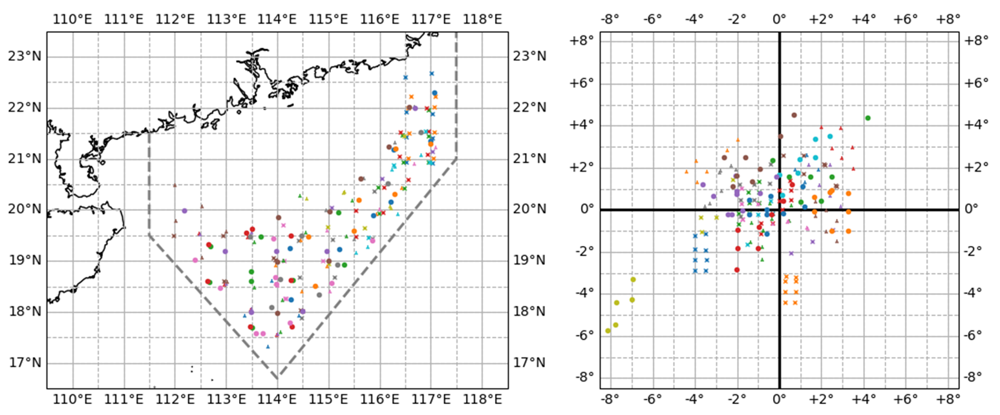 110°E 111°E 112°E 113°E 114°E 115°E 116°E 117°E 118°E
23°N 23°N
22°N 22°N
21°N 21°N
20°N 20°N
19°N 19°N
18°N 18°N
17°N 17°N
110°E 111°E 112°E 113°E 114°E 115°E 116°E 117°E 118°E
-8° -6° -4° -2° 0° +2° +4° +6° +8°
+8° +8°
+6° +6°
+4° +4°
+2° +2°
0° 0°
-2° -2°
-4° -4°
-6° -6°
-8° -8°
-8° -6° -4° -2° 0° +2° +4° +6° +8°